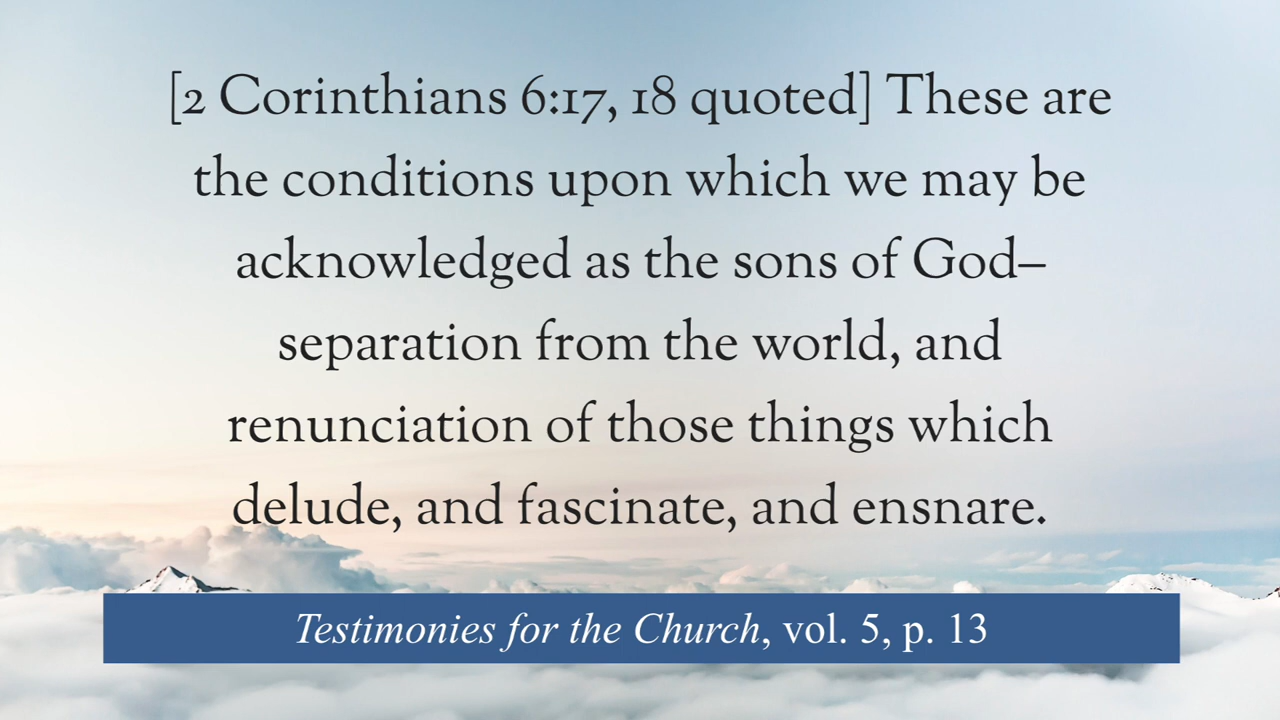 [2 Corinthians 6:17, 18 quoted] These are
the conditions upon which we may be
acknowledged as the sons of God–
separation from the world, and
renunciation of those things which
delude, and fascinate, and ensnare.
Testimonies for the Church, vol. 5, p. 13